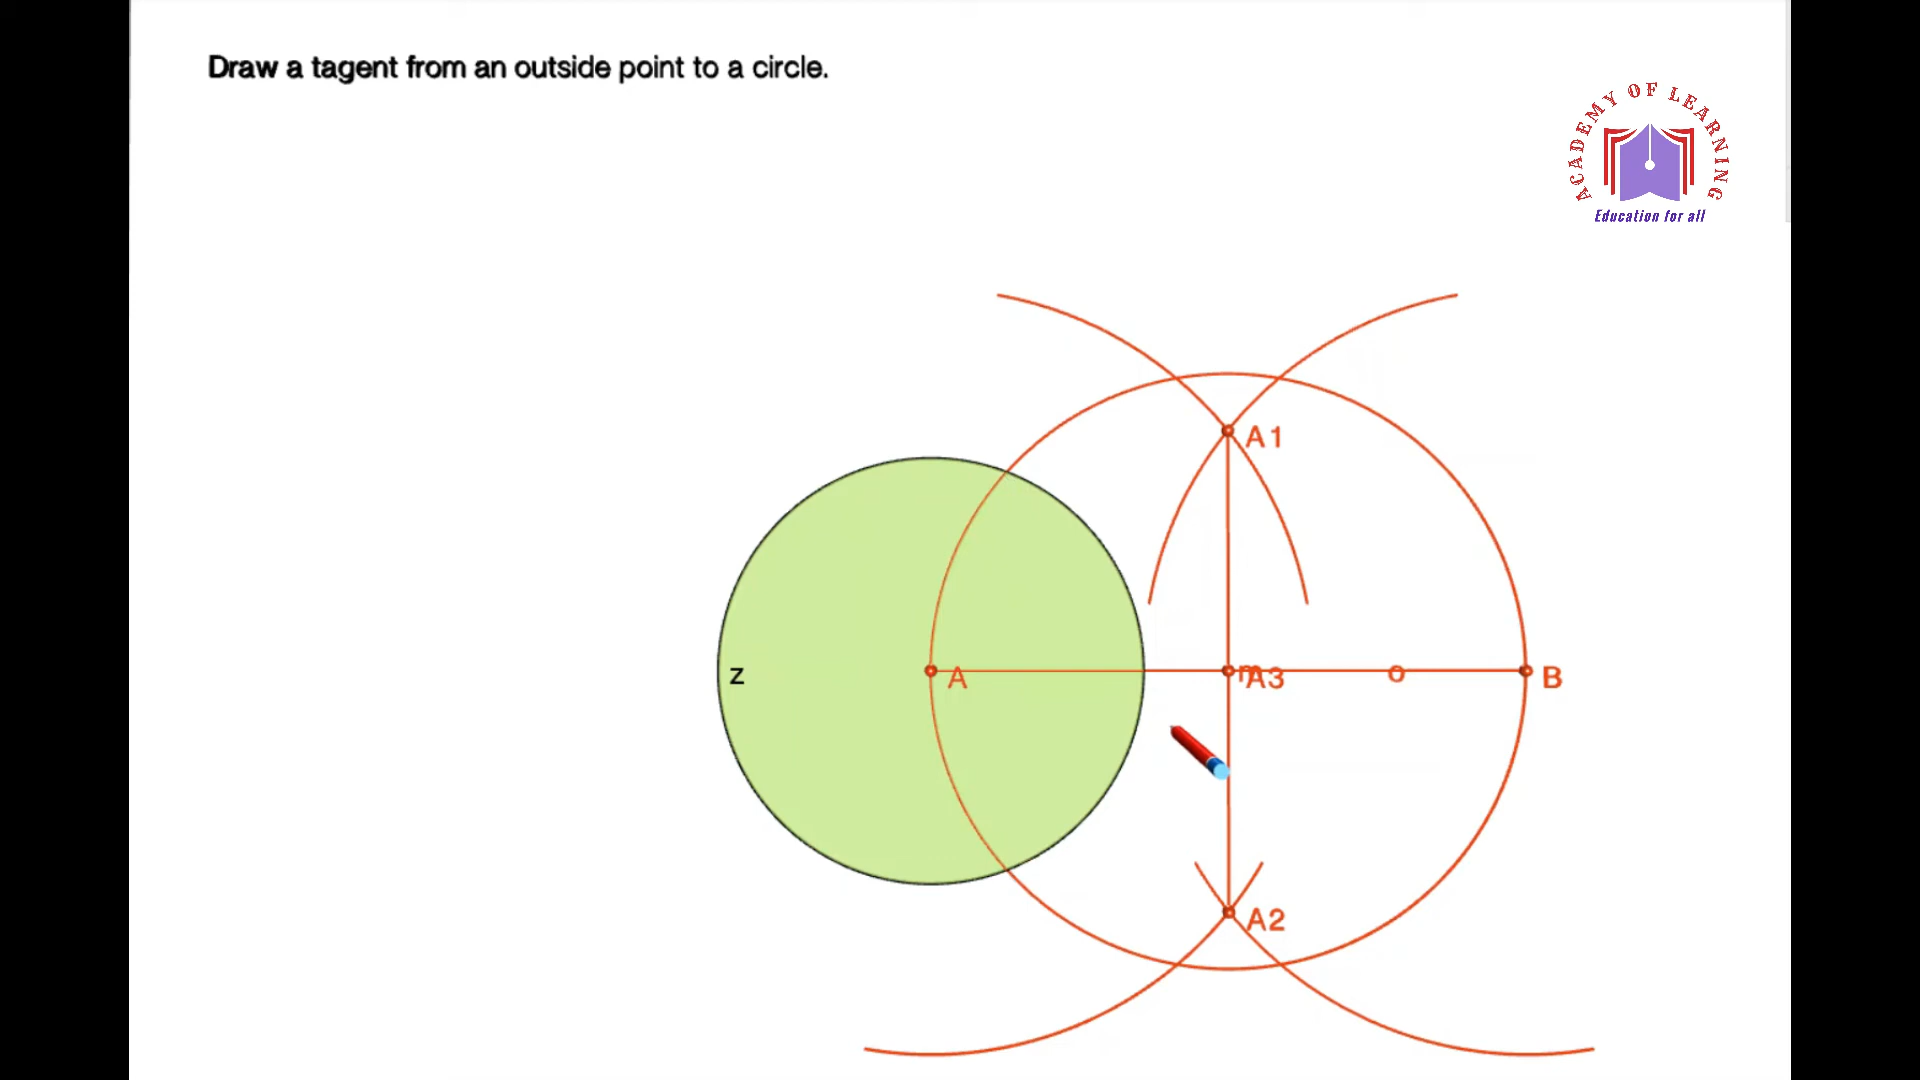 Draw a tagent from an outside point to a circle.
ACADEMY OF LEARNING
Education for all
A1
z
A
m
A3
o
B
A2